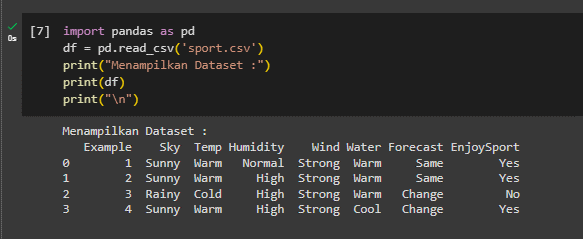 [7] import pandas as pd
0s df = pd.read_csv('sport.csv')
print("Menampilkan Dataset :")
print(df)
print("\n")
Menampilkan Dataset :
Example Sky Temp Humidity Wind Water Forecast EnjoySport
0 1 Sunny Warm Normal Strong Warm Same Yes
1 2 Sunny Warm High Strong Warm Same Yes
2 3 Rainy Cold High Strong Warm Change No
3 4 Sunny Warm High Strong Cool Change Yes